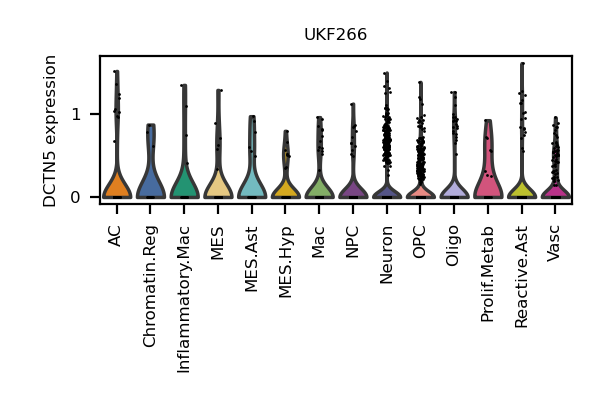 UKF266
DCTN5 expression
1
0
AC
Chromatin.Reg
Inflammatory.Mac
MES
MES.Ast
MES.Hyp
Mac
NPC
Neuron
OPC
Oligo
Prolif.Metab
Reactive.Ast
Vasc